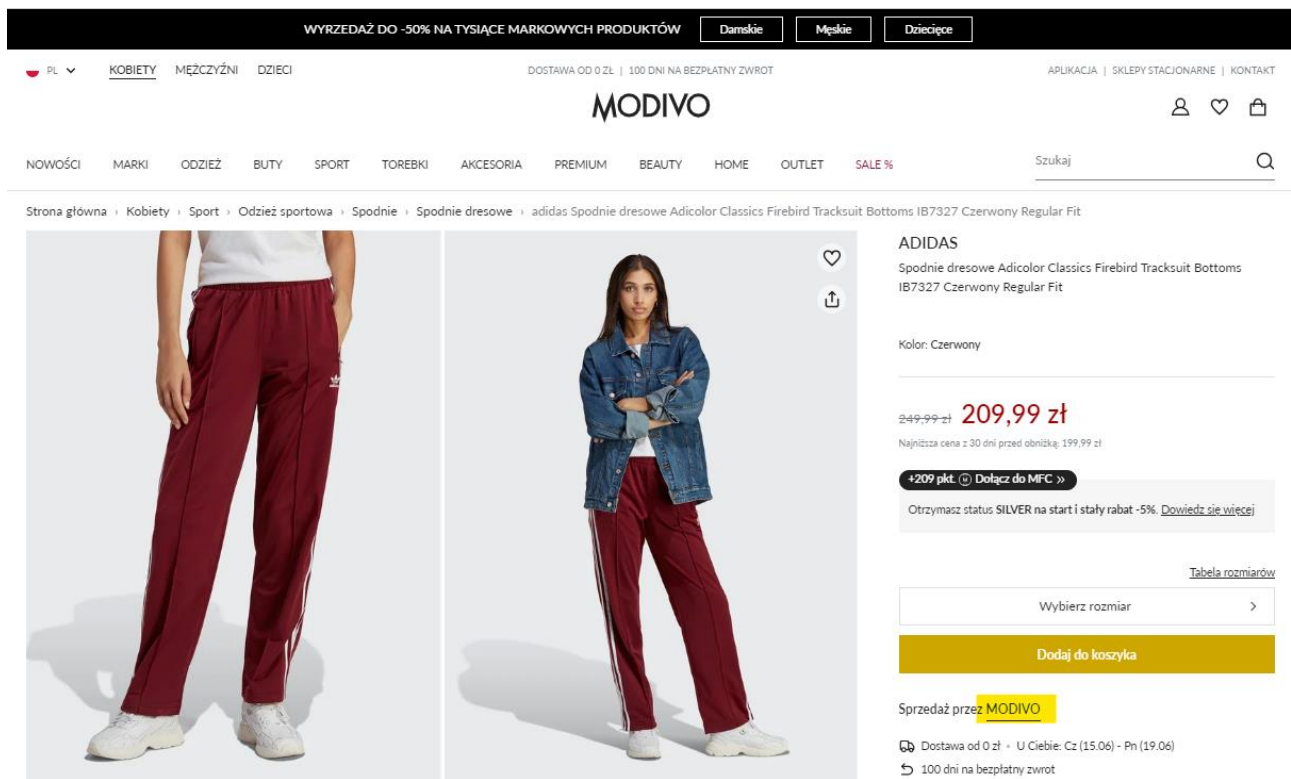 WYRZEDAŻ DO -50% NA TYSIĄCE MARKOWYCH PRODUKTÓW Damskie Męskie Dziecięce
PL KOBIETY MĘŻCZYŹNI DZIECI DOSTAWA OD 0 ZŁ | 100 DNI NA BEZPŁATNY ZWROT APLIKACJA | SKLEPY STACJONARNE | KONTAKT
MODIVO
NOWOŚCI MARKI ODZIEŻ BUTY SPORT TOREBKI AKCESORIA PREMIUM BEAUTY HOME OUTLET SALE % Szukaj
Strona główna › Kobiety › Sport › Odzież sportowa › Spodnie › Spodnie dresowe › adidas Spodnie dresowe Adicolor Classics Firebird Tracksuit Bottoms IB7327 Czerwony Regular Fit
ADIDAS
Spodnie dresowe Adicolor Classics Firebird Tracksuit Bottoms
IB7327 Czerwony Regular Fit
Kolor: Czerwony
249,99 zł 209,99 zł
Najniższa cena z 30 dni przed obniżką: 199,99 zł
+209 pkt. Dołącz do MFC »
Otrzymasz status SILVER na start i stały rabat -5%. Dowiedz się więcej
Tabela rozmiarów
Wybierz rozmiar
Dodaj do koszyka
Sprzedaż przez MODIVO
Dostawa od 0 zł • U Ciebie: Cz (15.06) - Pn (19.06)
100 dni na bezpłatny zwrot